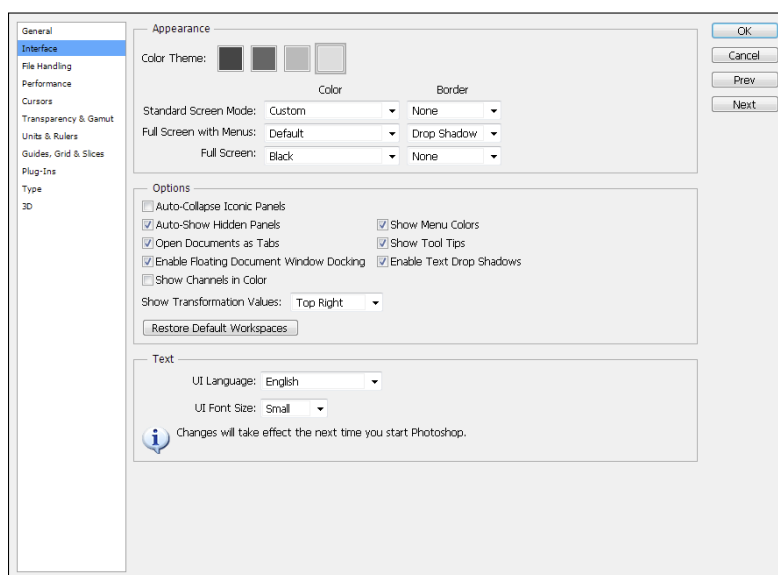 General
Interface
File Handling
Performance
Cursors
Transparency & Gamut
Units & Rulers
Guides, Grid & Slices
Plug-Ins
Type
3D
Appearance
Color Theme:
Color Border
Standard Screen Mode: Custom None
Full Screen with Menus: Default Drop Shadow
Full Screen: Black None
Options
Auto-Collapse Iconic Panels
Auto-Show Hidden Panels Show Menu Colors
Open Documents as Tabs Show Tool Tips
Enable Floating Document Window Docking Enable Text Drop Shadows
Show Channels in Color
Show Transformation Values: Top Right
Restore Default Workspaces
Text
UI Language: English
UI Font Size: Small
Changes will take effect the next time you start Photoshop.
OK
Cancel
Prev
Next